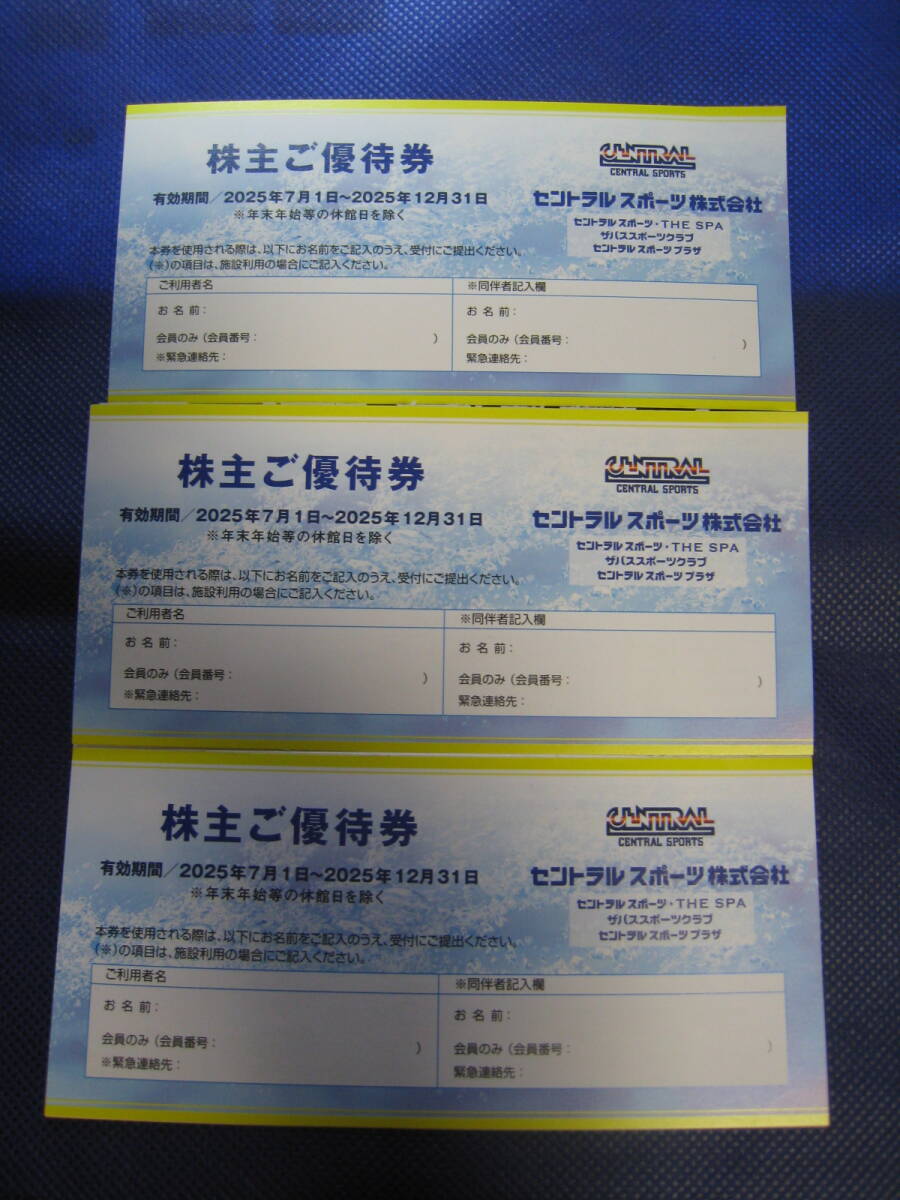 株主ご優待券
有効期間/2025年7月1日~2025年12月31日
※年末年始等の休館日を除く
CENTRAL
CENTRAL SPORTS
セントラルスポーツ株式会社
セントラルスポーツ・THE SPA
ザバススポーツクラブ
セントラルスポーツプラザ
本券を使用される際は、以下にお名前をご記入のうえ、受付にご提出ください。
(※)の項目は、施設利用の場合にご記入ください。
ご利用者名
お名前:
会員のみ(会員番号: )
※緊急連絡先:
※同伴者記入欄
お名前:
会員のみ(会員番号: )
緊急連絡先:
株主ご優待券
有効期間/2025年7月1日~2025年12月31日
※年末年始等の休館日を除く
CENTRAL
CENTRAL SPORTS
セントラルスポーツ株式会社
セントラルスポーツ・THE SPA
ザバススポーツクラブ
セントラルスポーツプラザ
本券を使用される際は、以下にお名前をご記入のうえ、受付にご提出ください。
(※)の項目は、施設利用の場合にご記入ください。
ご利用者名
お名前:
会員のみ(会員番号: )
※緊急連絡先:
※同伴者記入欄
お名前:
会員のみ(会員番号: )
緊急連絡先:
株主ご優待券
有効期間/2025年7月1日~2025年12月31日
※年末年始等の休館日を除く
CENTRAL
CENTRAL SPORTS
セントラルスポーツ株式会社
セントラルスポーツ・THE SPA
ザバススポーツクラブ
セントラルスポーツプラザ
本券を使用される際は、以下にお名前をご記入のうえ、受付にご提出ください。
(※)の項目は、施設利用の場合にご記入ください。
ご利用者名
お名前:
会員のみ(会員番号: )
※緊急連絡先:
※同伴者記入欄
お名前:
会員のみ(会員番号: )
緊急連絡先: